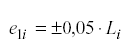 e₁ᵢ = ±0,05 · Lᵢ